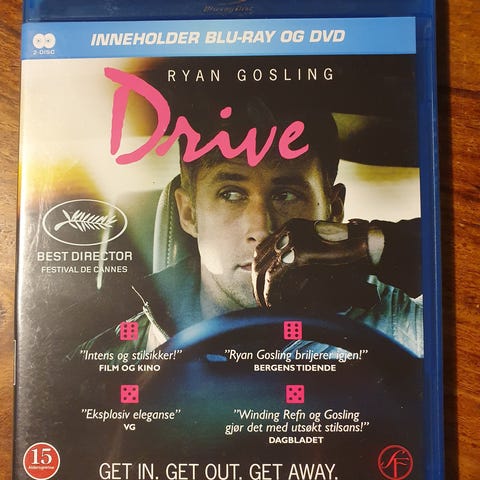 Blu-ray Disc
2-DISC
INNEHOLDER BLU-RAY OG DVD
RYAN GOSLING
Drive
BEST DIRECTOR
FESTIVAL DE CANNES
"Intens og stilsikker!"
FILM OG KINO
"Ryan Gosling briljerer igjen!"
BERGENS TIDENDE
"Eksplosiv eleganse"
VG
"Winding Refn og Gosling
gjør det med utsøkt stilsans!"
DAGBLADET
15
Aldersgrense
GET IN. GET OUT. GET AWAY.
SF